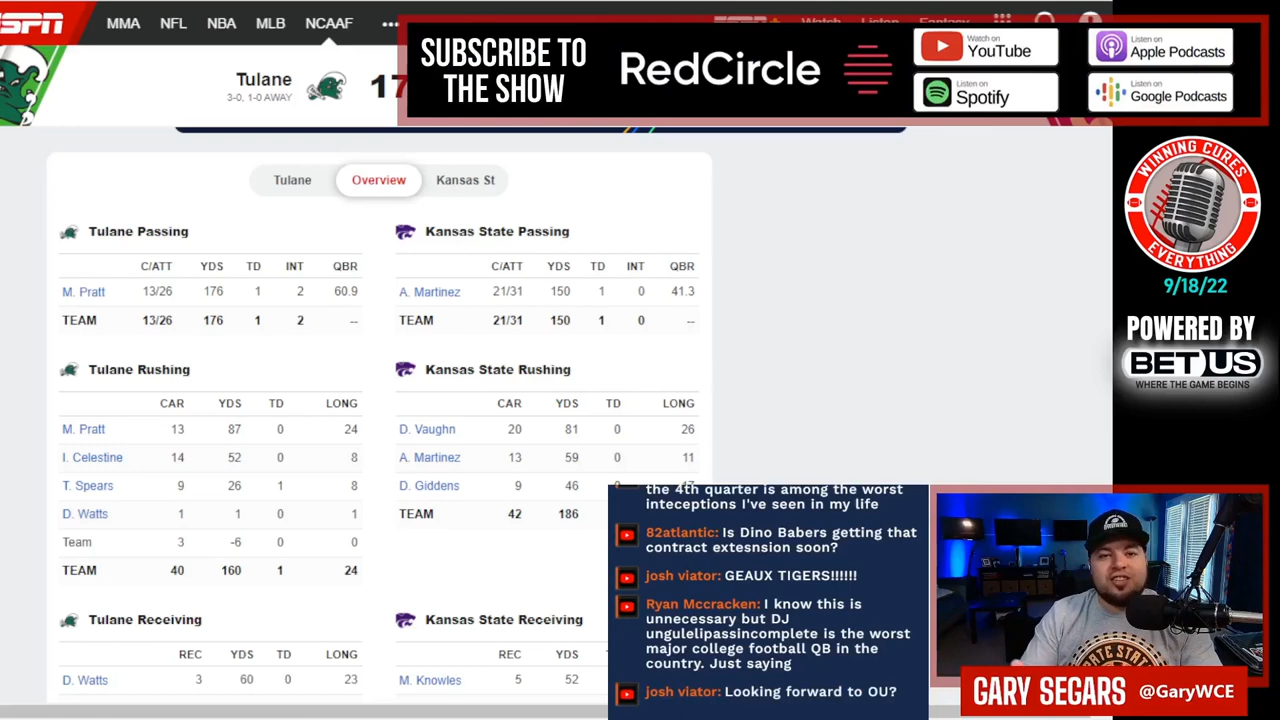 ESPN
MMA NFL NBA MLB NCAAF
SUBSCRIBE TO
THE SHOW
RedCircle
Watch on
YouTube
Listen on
Spotify
Listen on
Apple Podcasts
Listen on
Google Podcasts
Tulane
3-0, 1-0 AWAY
17
WINNING CURES
EVERYTHING
9/18/22
POWERED BY
BETUS
WHERE THE GAME BEGINS
Tulane Overview Kansas St
Tulane Passing
C/ATT YDS TD INT QBR
M. Pratt 13/26 176 1 2 60.9
TEAM 13/26 176 1 2 --
Kansas State Passing
C/ATT YDS TD INT QBR
A. Martinez 21/31 150 1 0 41.3
TEAM 21/31 150 1 0 --
Tulane Rushing
CAR YDS TD LONG
M. Pratt 13 87 0 24
I. Celestine 14 52 0 8
T. Spears 9 26 1 8
D. Watts 1 1 0 1
Team 3 -6 0 0
TEAM 40 160 1 24
Kansas State Rushing
CAR YDS TD LONG
D. Vaughn 20 81 0 26
A. Martinez 13 59 0 11
D. Giddens 9 46
TEAM 42 186
Tulane Receiving
REC YDS TD LONG
D. Watts 3 60 0 23
Kansas State Receiving
REC YDS
M. Knowles 5 52
the 4th quarter is among the worst
inteceptions I've seen in my life
82atlantic: Is Dino Babers getting that
contract extesnsion soon?
josh viator: GEAUX TIGERS!!!!!!
Ryan Mccracken: I know this is
unnecessary but DJ
ungulelipassincomplete is the worst
major college football QB in the
country. Just saying
josh viator: Looking forward to OU?
GARY SEGARS @GaryWCE